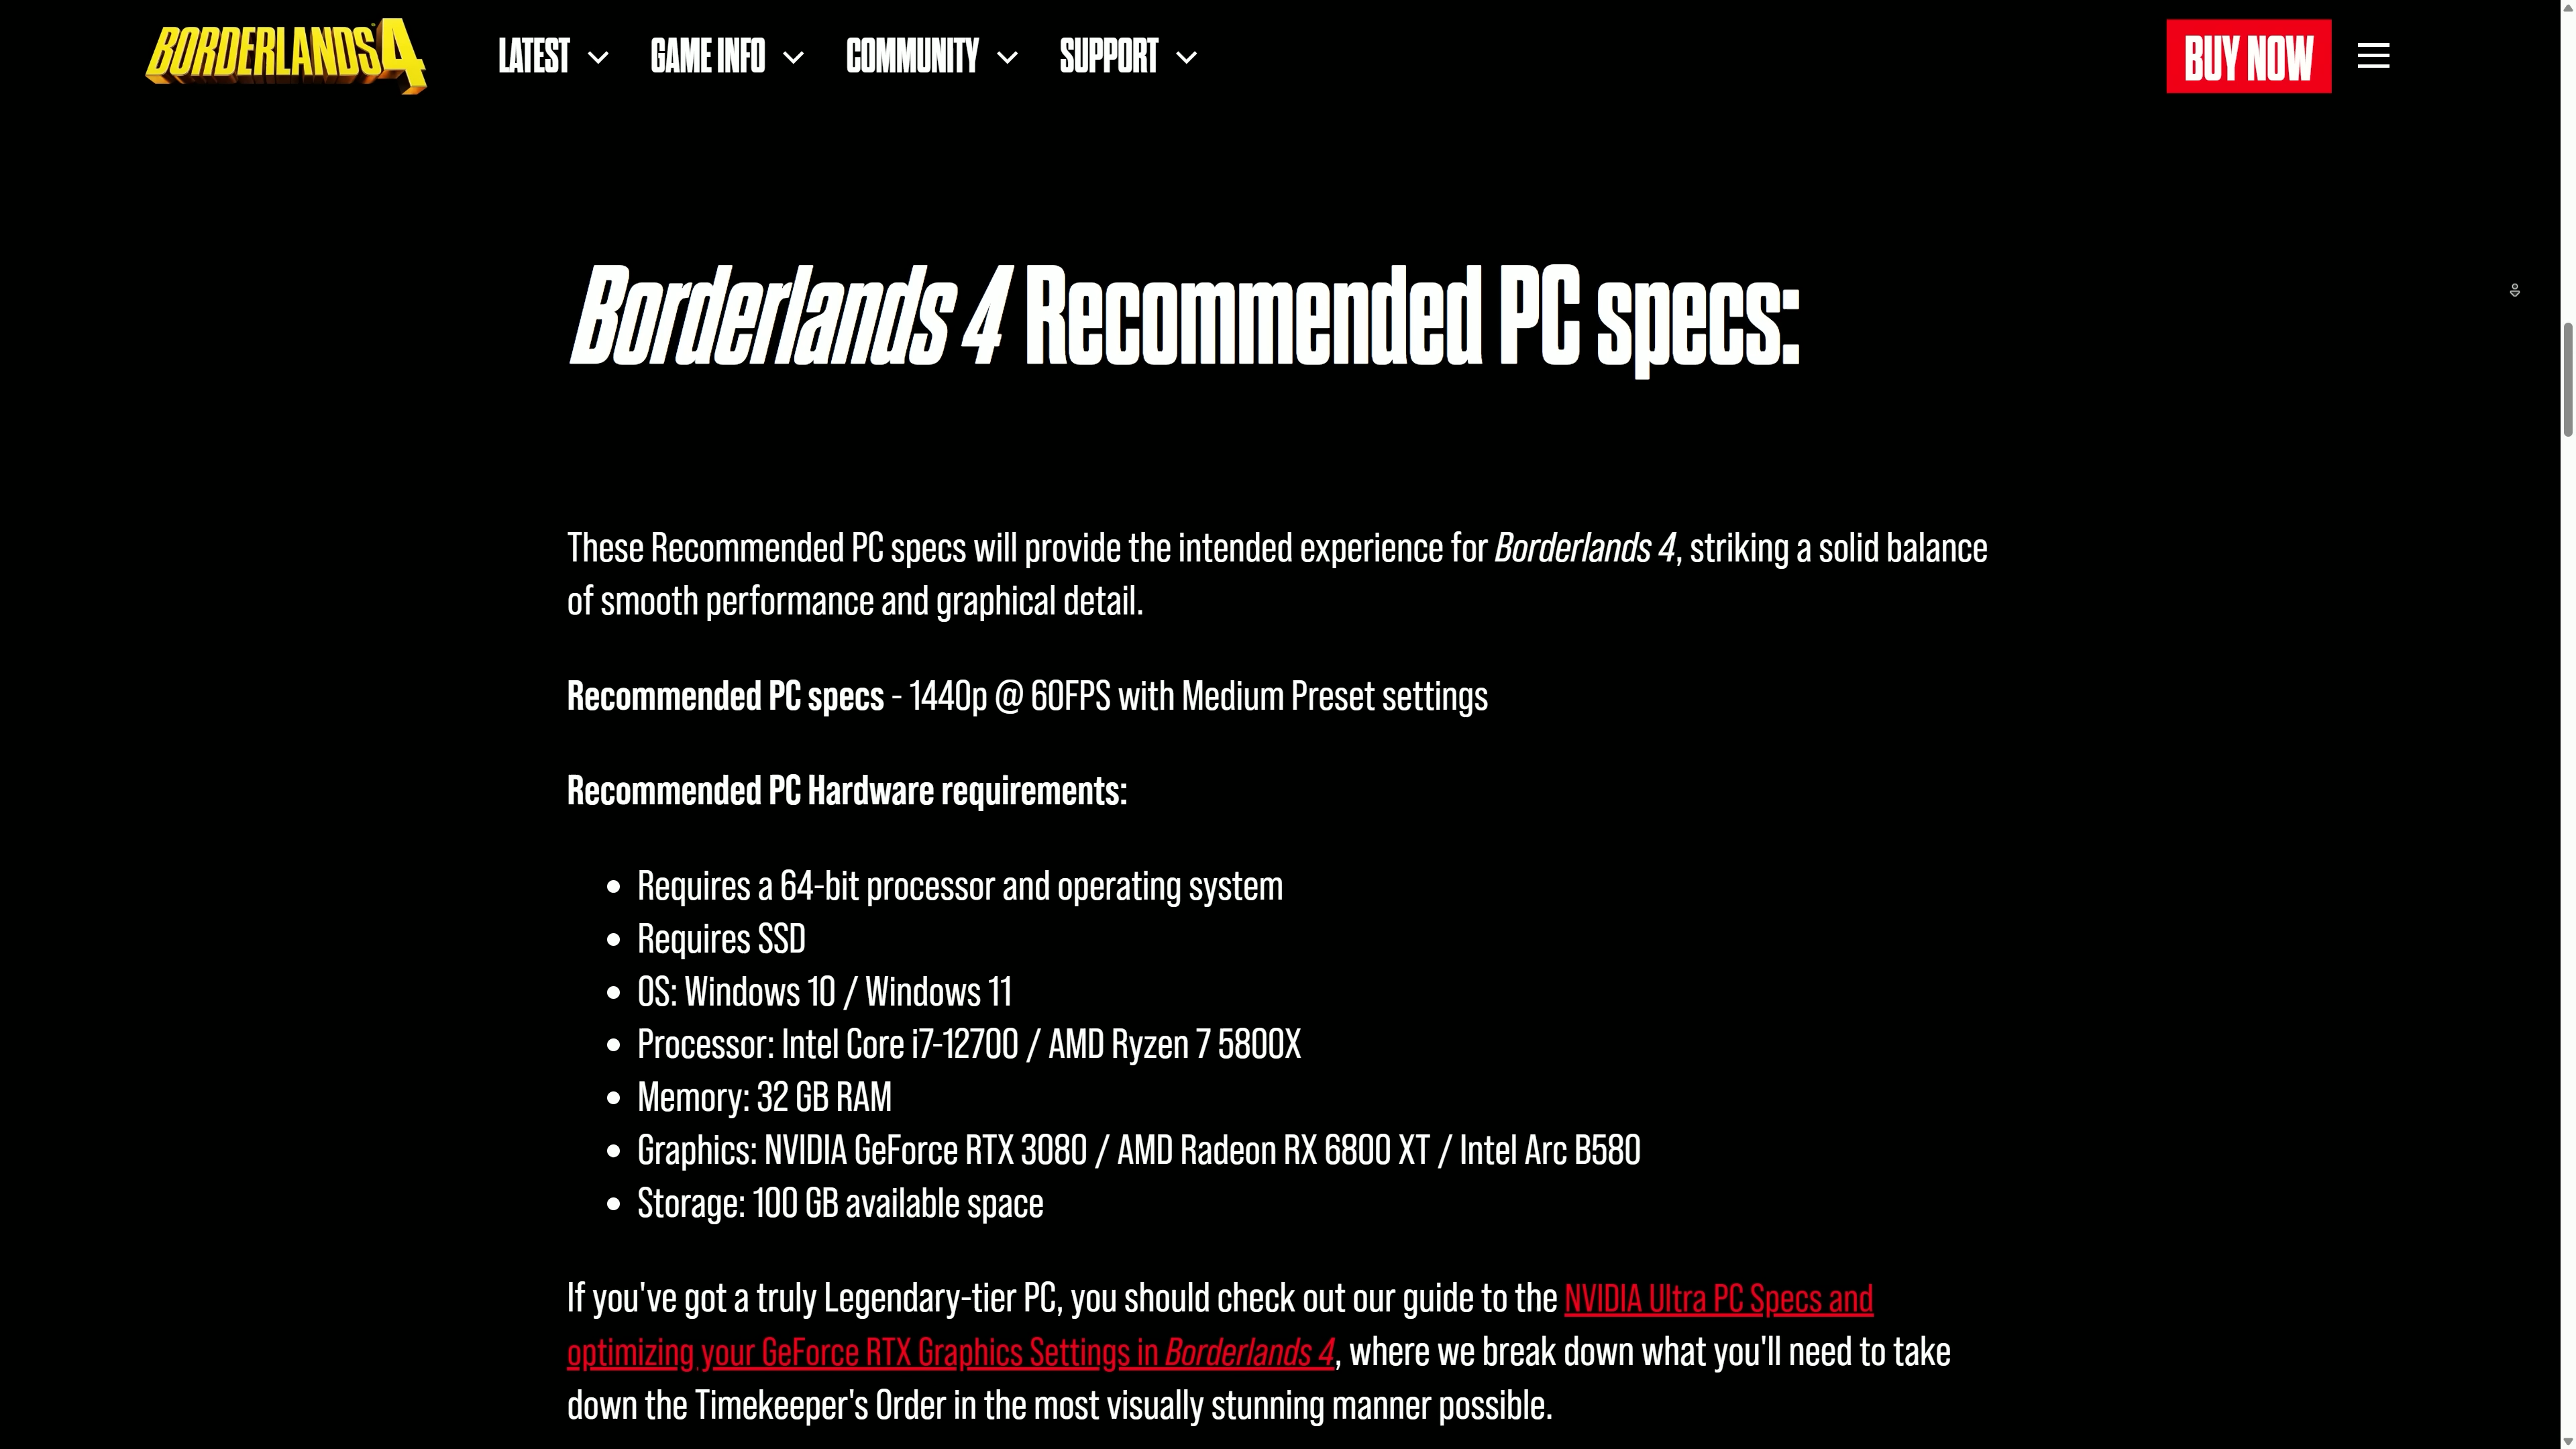 BORDERLANDS 4
LATEST GAME INFO COMMUNITY SUPPORT BUY NOW
Borderlands 4 Recommended PC specs:
These Recommended PC specs will provide the intended experience for Borderlands 4, striking a solid balance
of smooth performance and graphical detail.
Recommended PC specs - 1440p @ 60FPS with Medium Preset settings
Recommended PC Hardware requirements:
• Requires a 64-bit processor and operating system
• Requires SSD
• OS: Windows 10 / Windows 11
• Processor: Intel Core i7-12700 / AMD Ryzen 7 5800X
• Memory: 32 GB RAM
• Graphics: NVIDIA GeForce RTX 3080 / AMD Radeon RX 6800 XT / Intel Arc B580
• Storage: 100 GB available space
If you've got a truly Legendary-tier PC, you should check out our guide to the NVIDIA Ultra PC Specs and
optimizing your GeForce RTX Graphics Settings in Borderlands 4, where we break down what you'll need to take
down the Timekeeper's Order in the most visually stunning manner possible.